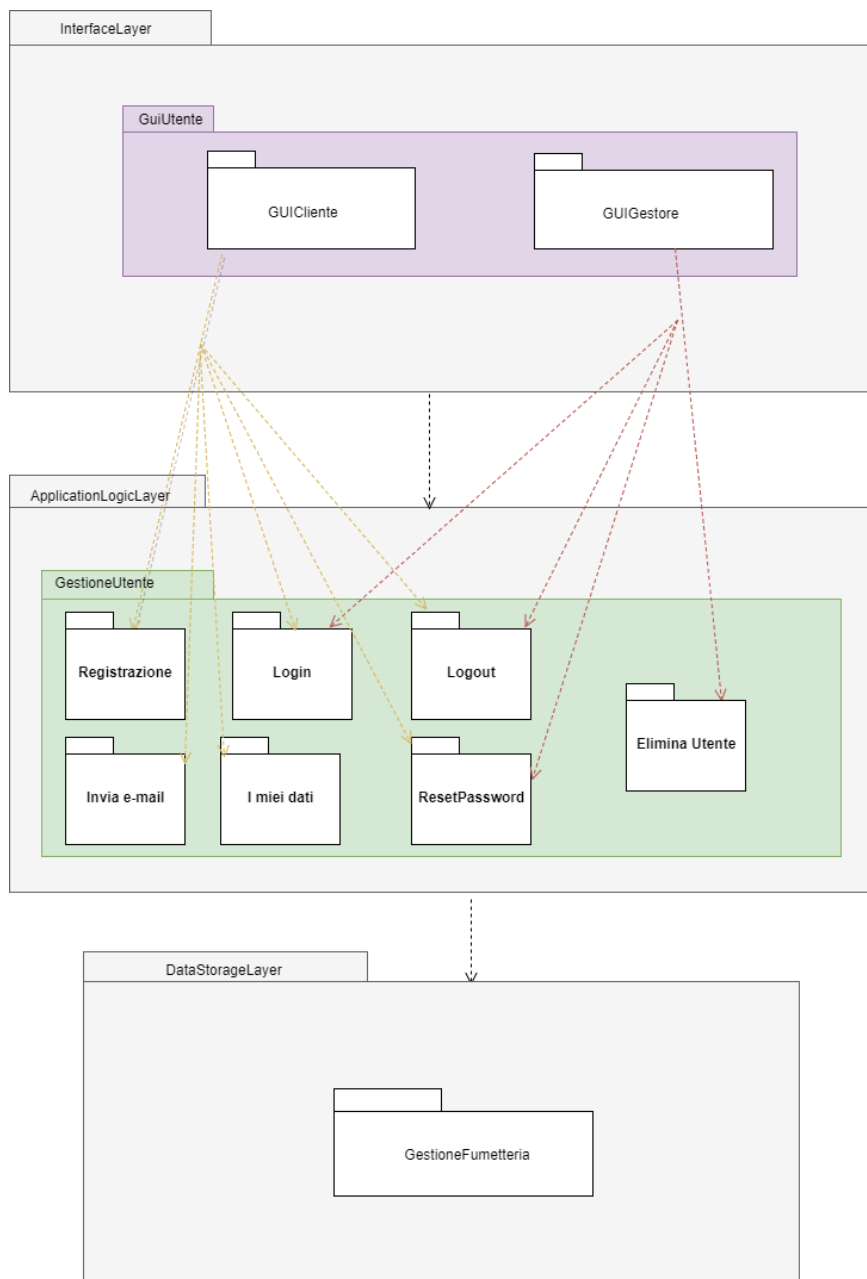 InterfaceLayer
GuiUtente
GUICliente
GUIGestore
ApplicationLogicLayer
GestioneUtente
Registrazione
Login
Logout
Elimina Utente
Invia e-mail
I miei dati
ResetPassword
DataStorageLayer
GestioneFumetteria